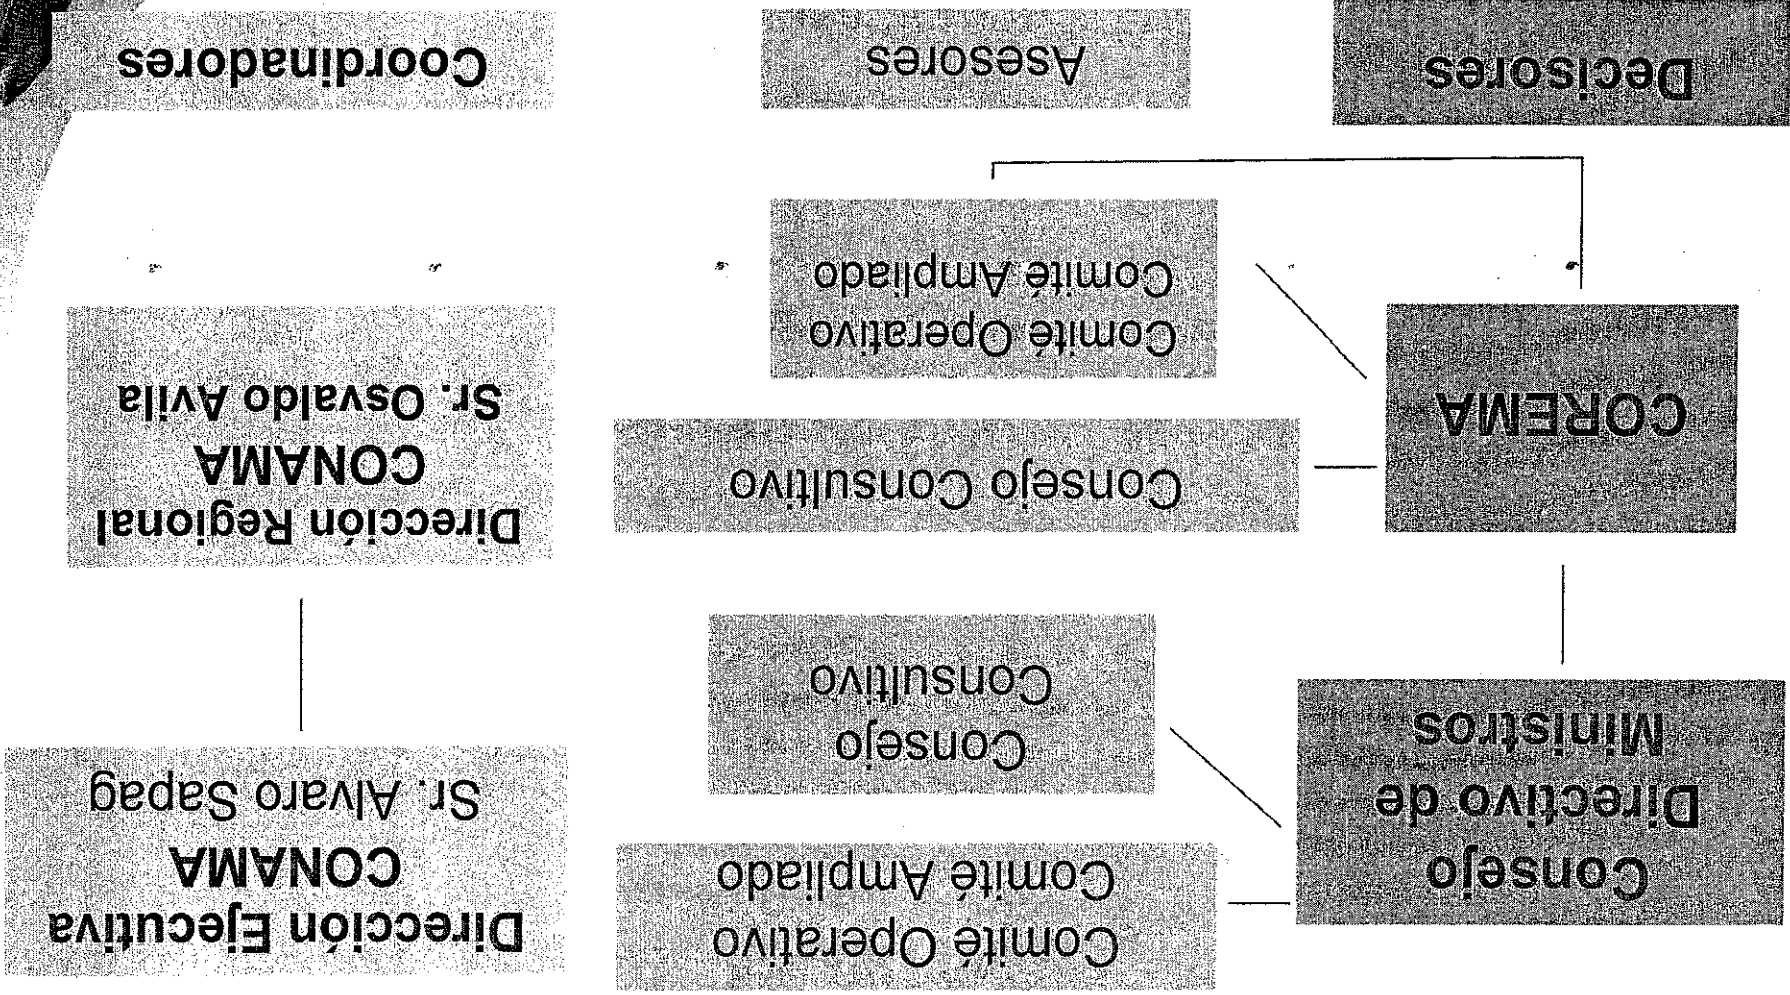 Consejo
Directivo de
Ministros
Comité Operativo
Comité Ampliado
Consejo
Consultivo
Dirección Ejecutiva
CONAMA
Sr. Alvaro Sapag
COREMA
Consejo Consultivo
Comité Operativo
Comité Ampliado
Dirección Regional
CONAMA
Sr. Osvaldo Avila
Decisores
Asesores
Coordinadores